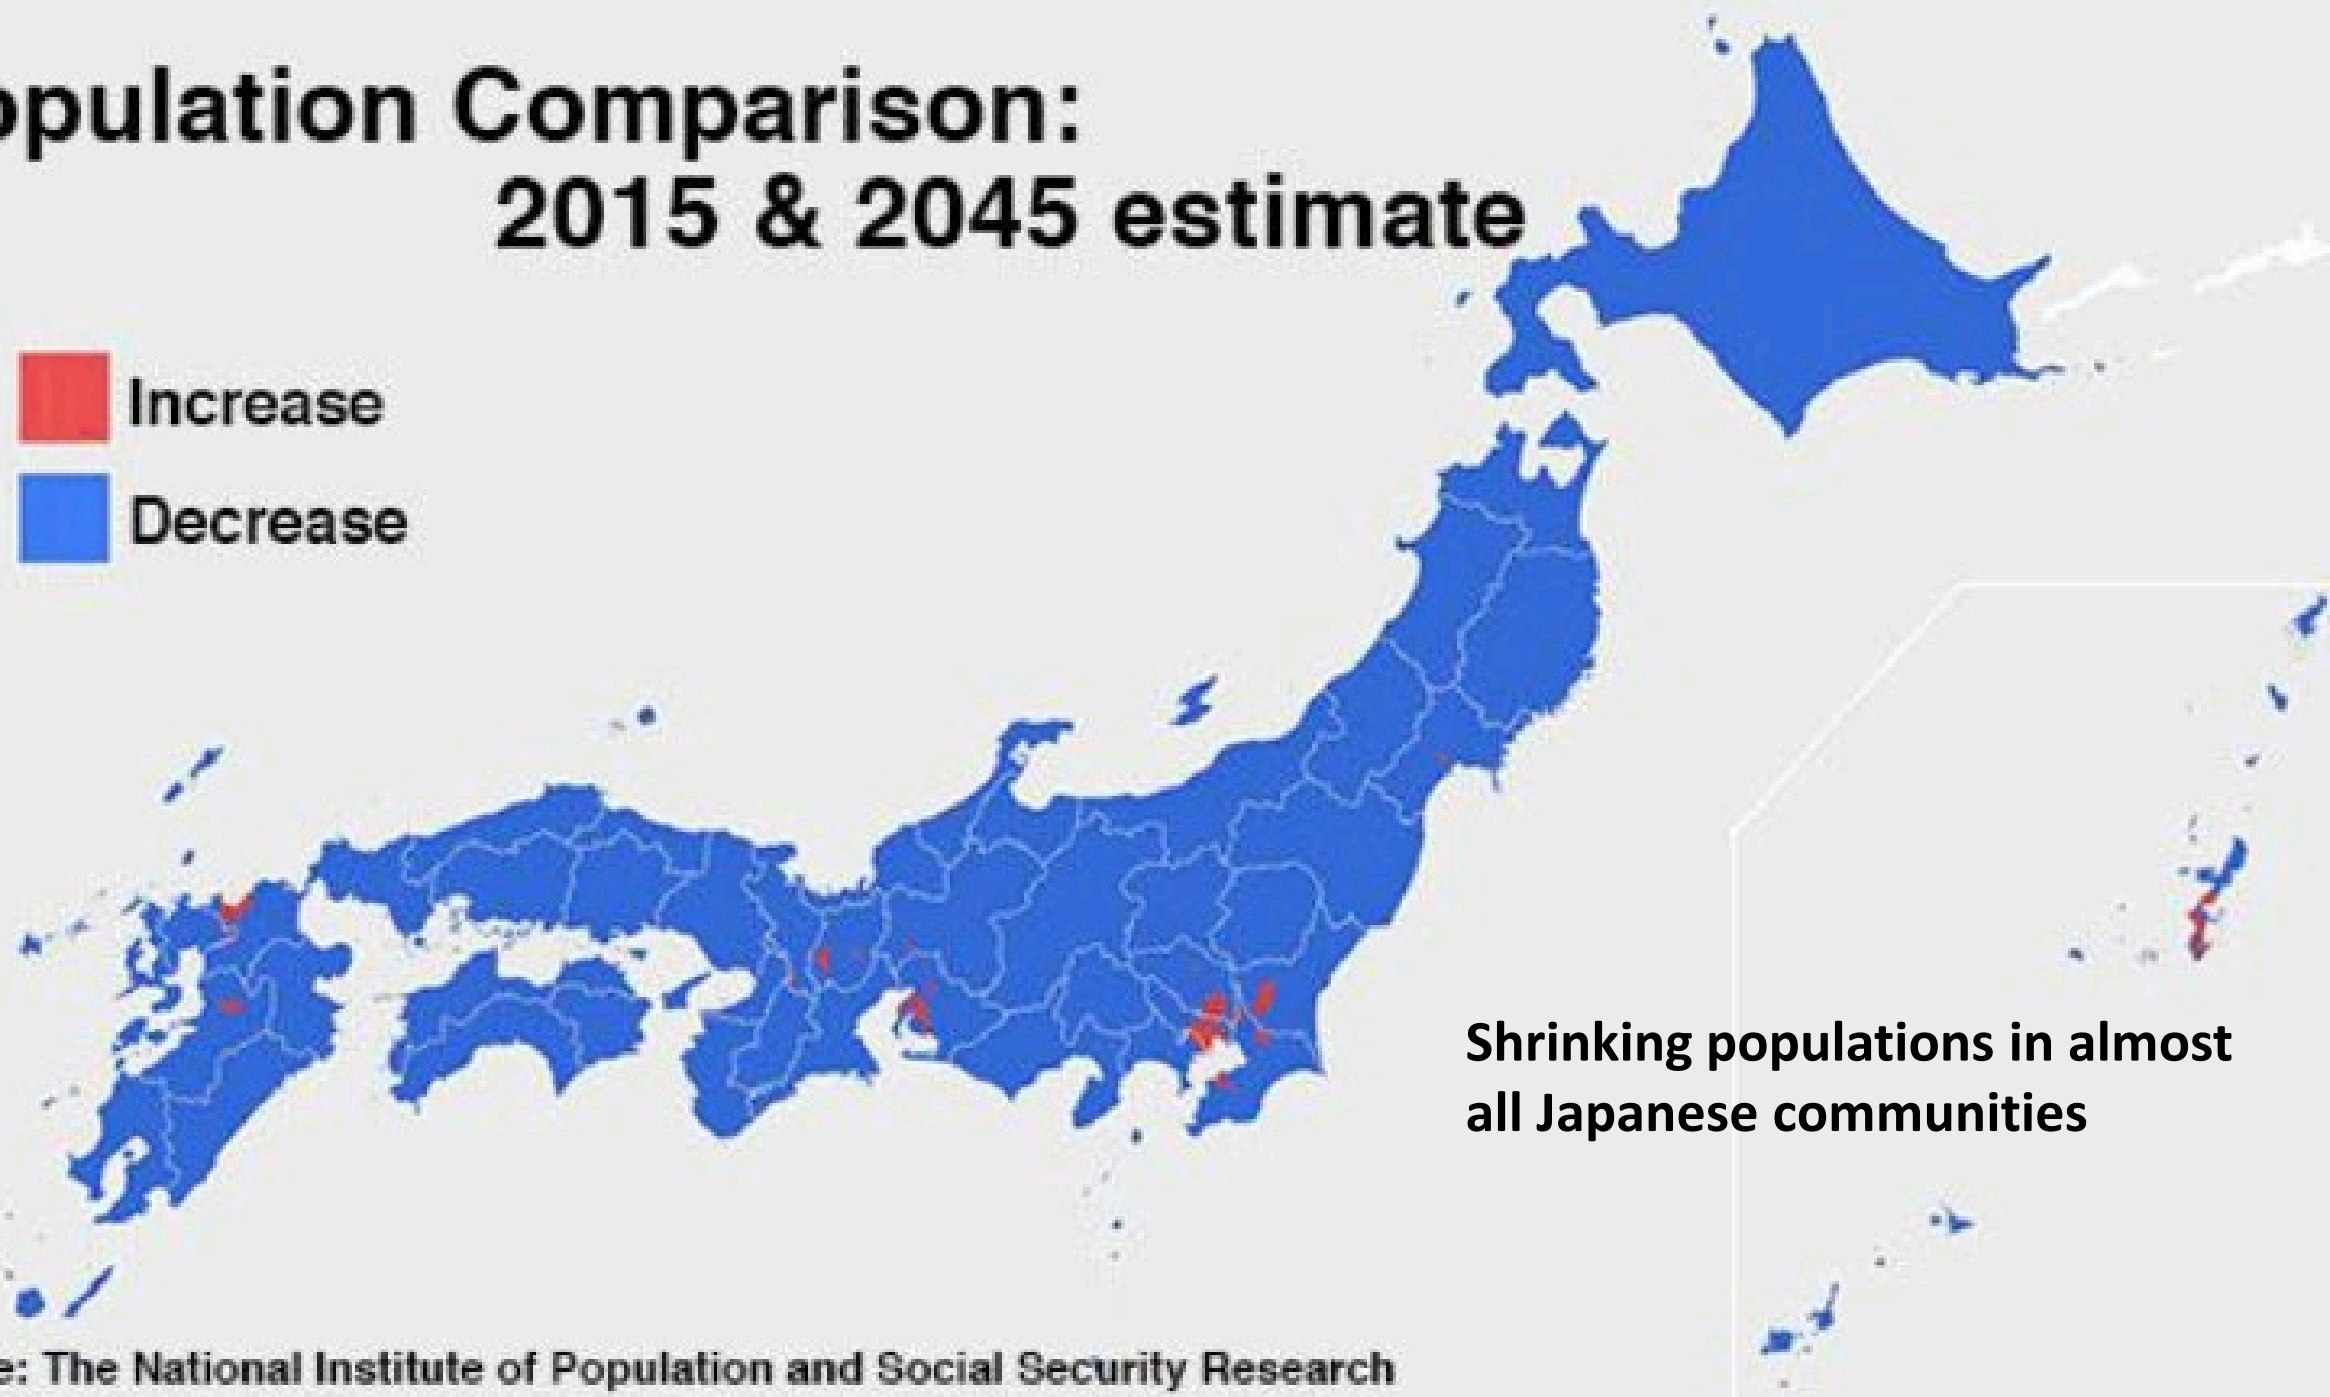 opulation Comparison:
2015 & 2045 estimate
Increase
Decrease
Shrinking populations in almost
all Japanese communities
e: The National Institute of Population and Social Security Research